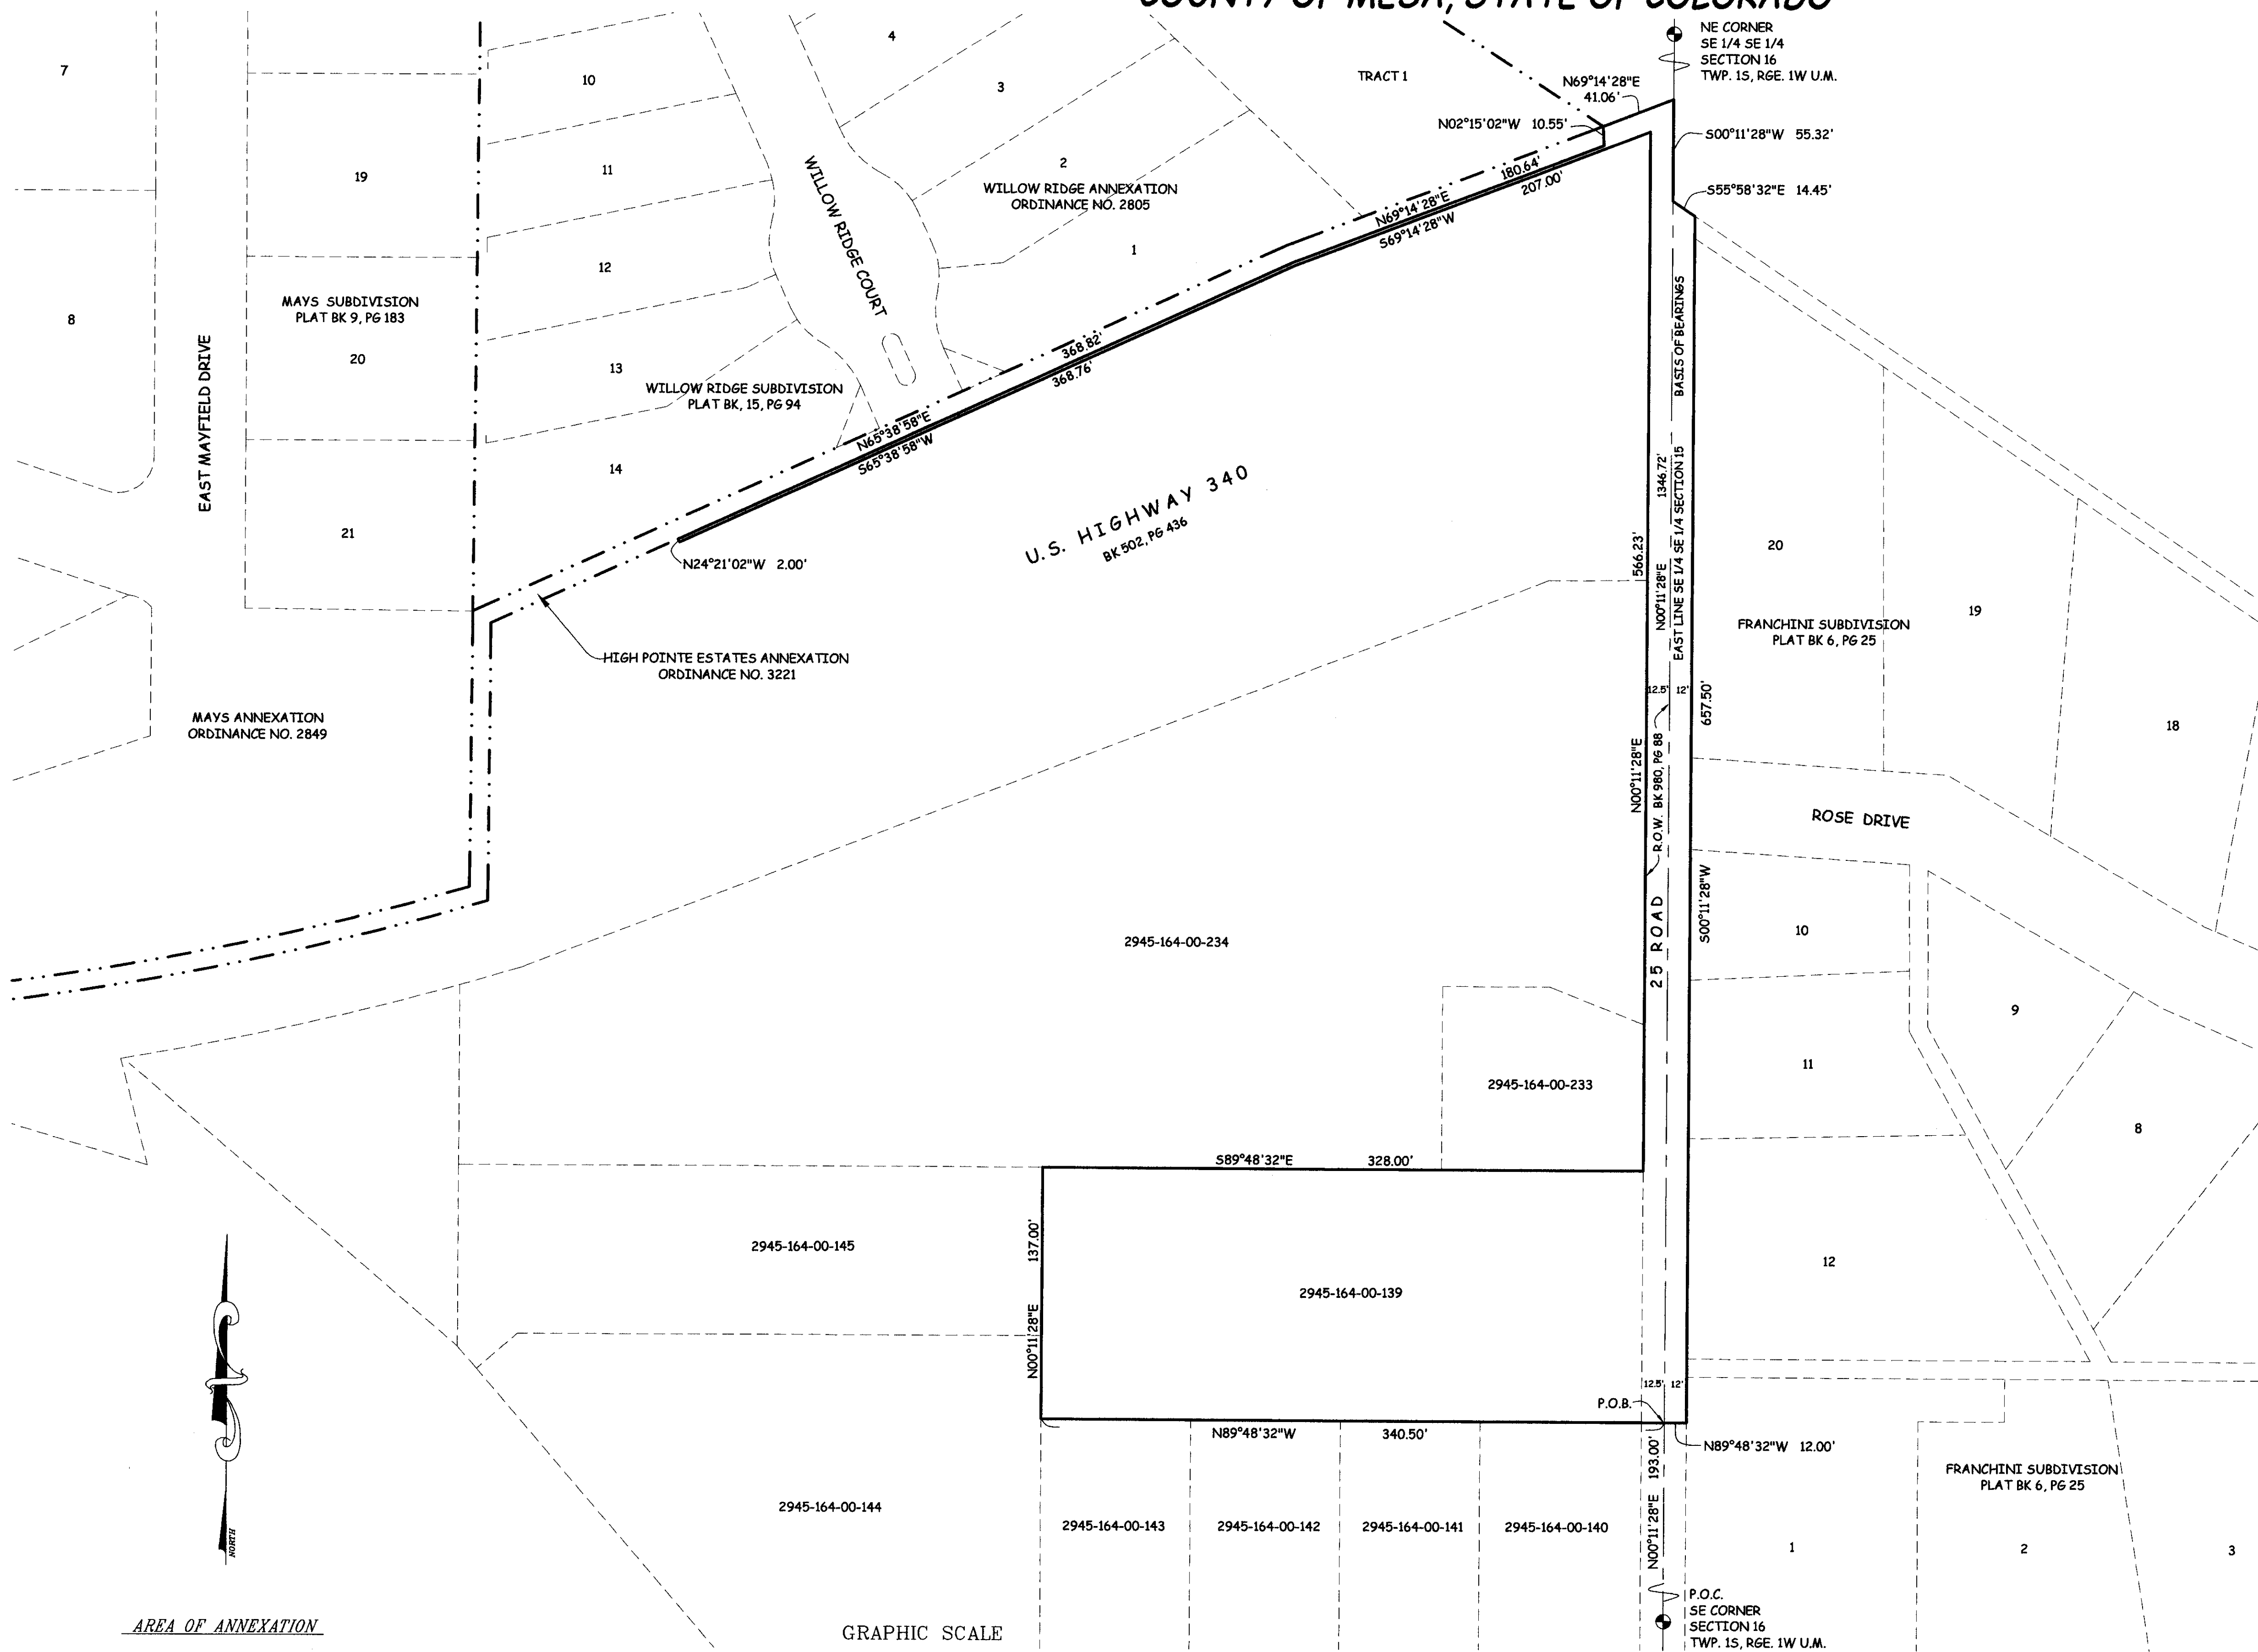 COUNTY OF MESA, STATE OF COLORADO
NE CORNER
SE 1/4 SE 1/4
SECTION 16
TWP. 1S, RGE. 1W U.M.
7
4
10
3
TRACT 1
N69°14'28"E
41.06'
N02°15'02"W 10.55'
S00°11'28"W 55.32'
19
11
2
WILLOW RIDGE ANNEXATION
ORDINANCE NO. 2805
180.64'
207.00'
S55°58'32"E 14.45'
N69°14'28"E
S69°14'28"W
WILLOW RIDGE COURT
1
12
MAYS SUBDIVISION
PLAT BK 9, PG 183
8
20
EAST MAYFIELD DRIVE
368.82'
368.76'
13
WILLOW RIDGE SUBDIVISION
PLAT BK, 15, PG 94
N65°38'58"E
S65°38'58"W
14
21
U.S. HIGHWAY 340
BK 502, PG 436
BASIS OF BEARINGS
1346.72'
EAST LINE SE 1/4 SE 1/4 SECTION 15
N00°11'28"E
566.23'
20
N24°21'02"W 2.00'
19
FRANCHINI SUBDIVISION
PLAT BK 6, PG 25
HIGH POINTE ESTATES ANNEXATION
ORDINANCE NO. 3221
12.5' 12'
657.50'
MAYS ANNEXATION
ORDINANCE NO. 2849
18
N00°11'28"E
R.O.W. BK 980, PG 88
ROSE DRIVE
S00°11'28"W
25 ROAD
10
2945-164-00-234
9
11
2945-164-00-233
8
S89°48'32"E 328.00'
137.00'
N00°11'28"E
2945-164-00-145
12
2945-164-00-139
12.5' 12'
P.O.B.
N89°48'32"W 340.50'
N89°48'32"W 12.00'
193.00'
N00°11'28"E
FRANCHINI SUBDIVISION
PLAT BK 6, PG 25
2945-164-00-144
2945-164-00-143
2945-164-00-142
2945-164-00-141
2945-164-00-140
1
2
3
NORTH
P.O.C.
SE CORNER
SECTION 16
TWP. 1S, RGE. 1W U.M.
AREA OF ANNEXATION
GRAPHIC SCALE